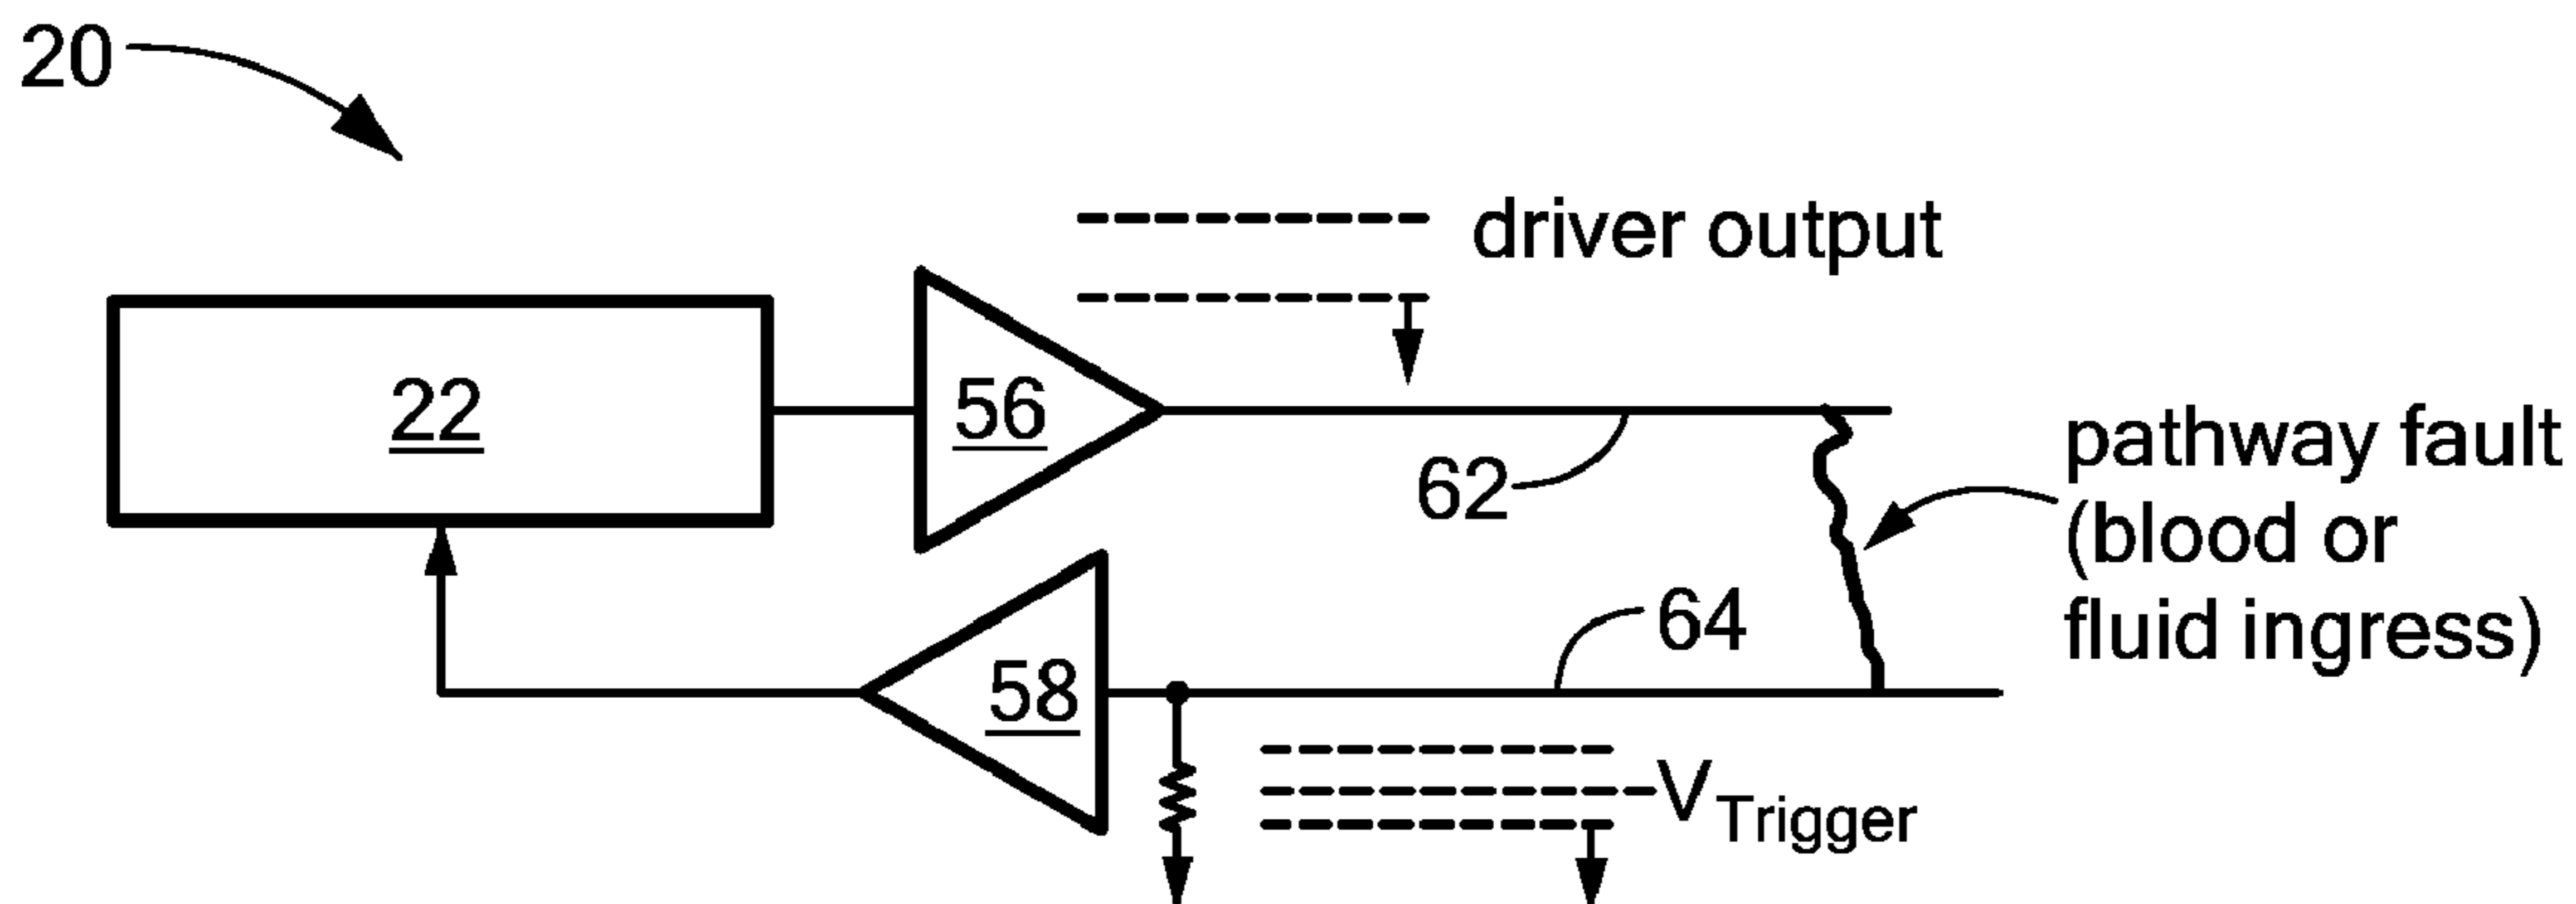 20
driver output
22
56
62
pathway fault
(blood or
fluid ingress)
64
58
VTrigger